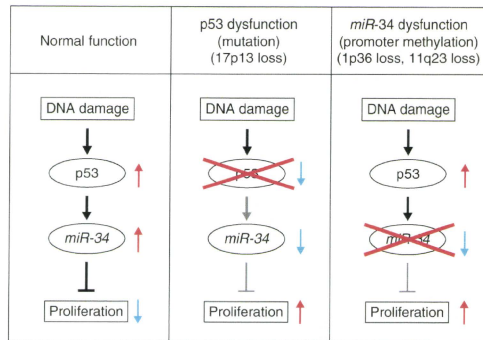 Normal function
p53 dysfunction
(mutation)
(17p13 loss)
miR-34 dysfunction
(promoter methylation)
(1p36 loss, 11q23 loss)
DNA damage
DNA damage
DNA damage
p53
p53
p53
miR-34
miR-34
miR-34
Proliferation
Proliferation
Proliferation